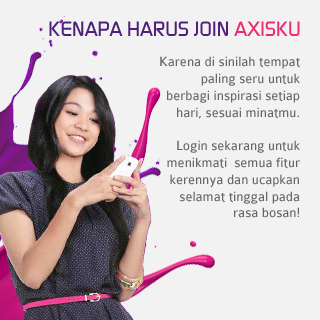 KENAPA HARUS JOIN AXISKU
Karena di sinilah tempat
paling seru untuk
berbagi inspirasi setiap
hari, sesuai minatmu.
Login sekarang untuk
menikmati semua fitur
kerennya dan ucapkan
selamat tinggal pada
rasa bosan!